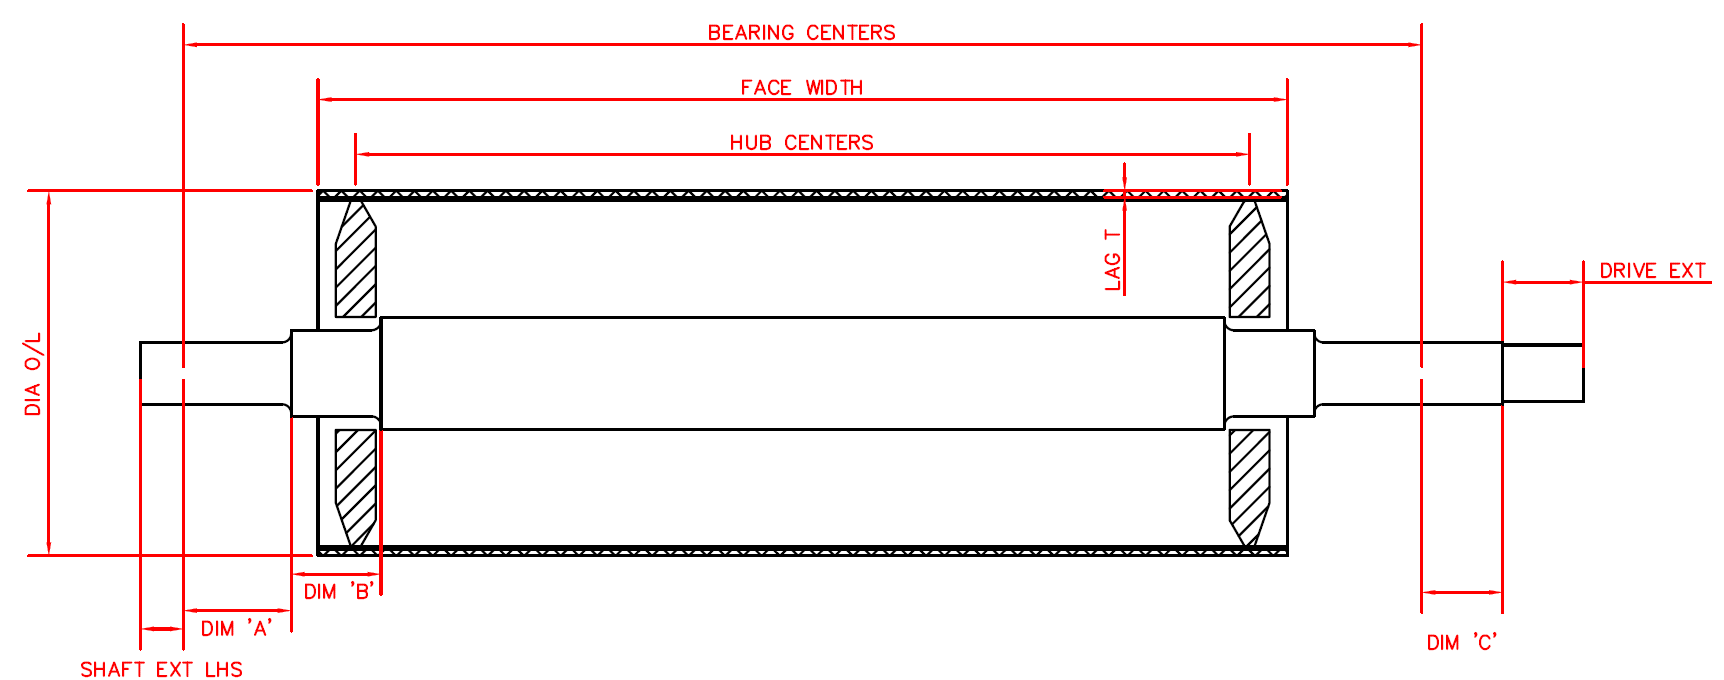 BEARING CENTERS
FACE WIDTH
HUB CENTERS
LAG T
DRIVE EXT
DIA O/L
DIM 'B'
DIM 'A'
DIM 'C'
SHAFT EXT LHS